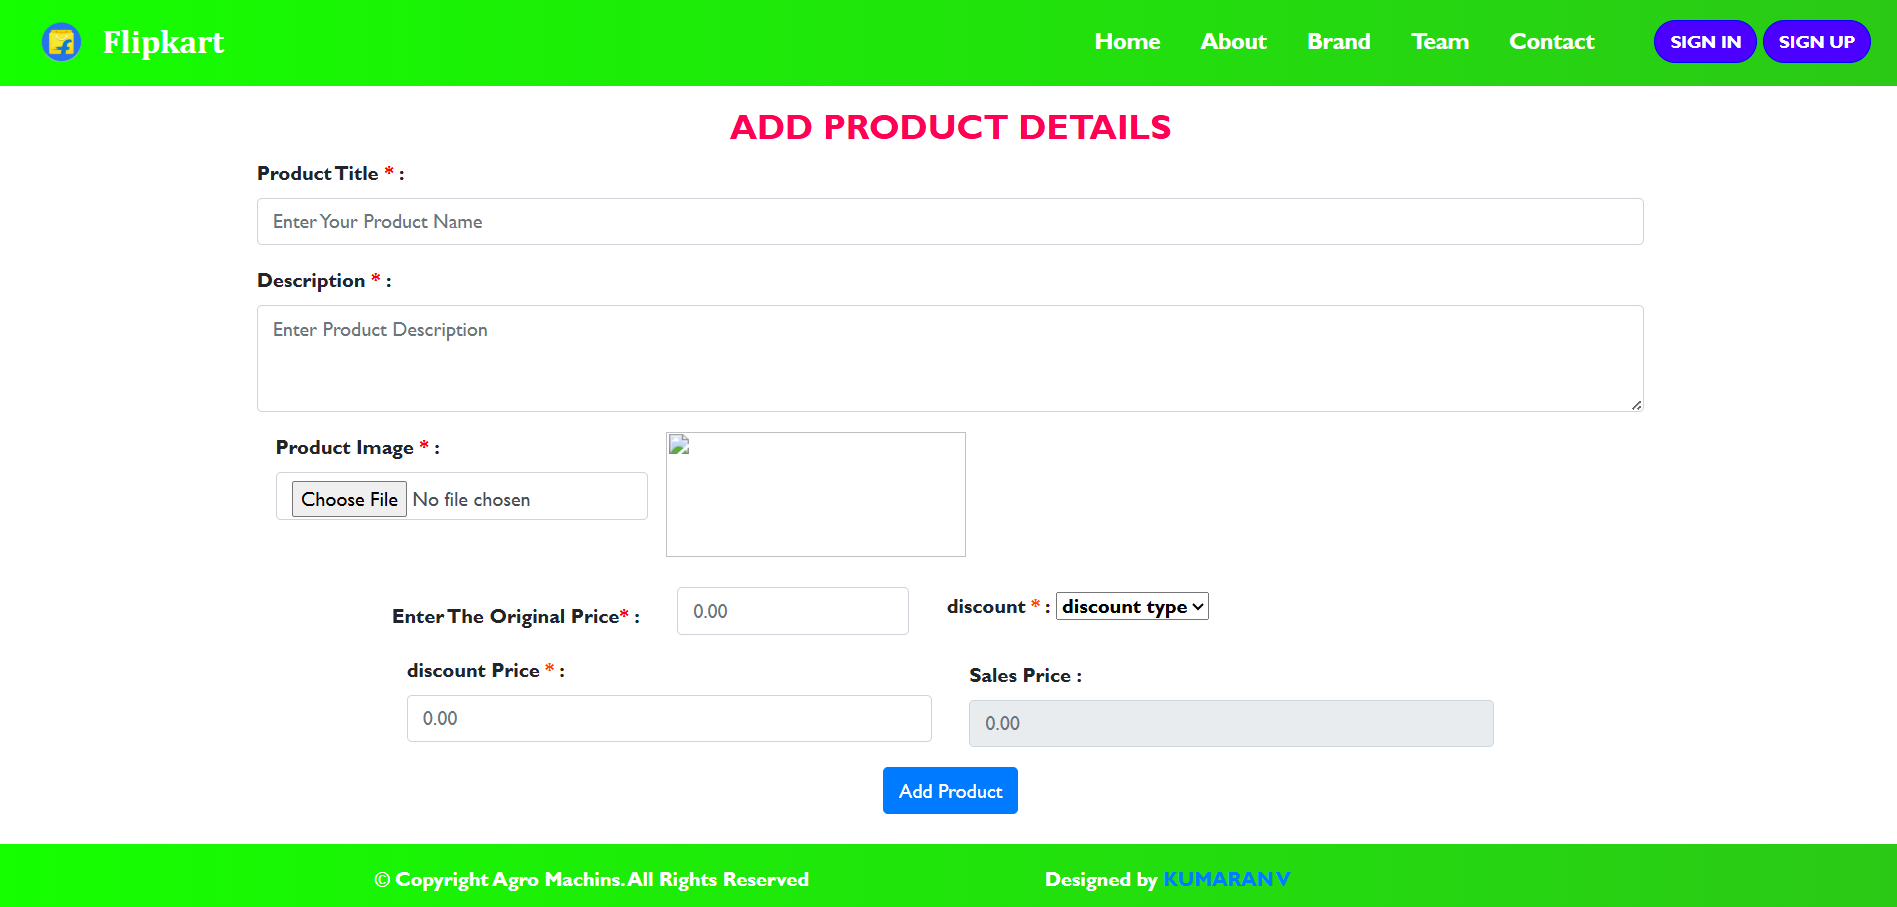 Flipkart Home About Brand Team Contact SIGN IN SIGN UP
ADD PRODUCT DETAILS
Product Title * :
Enter Your Product Name
Description * :
Enter Product Description
Product Image * :
Choose File No file chosen
Enter The Original Price* : 0.00 discount * : discount type
discount Price * : Sales Price :
0.00 0.00
Add Product
© Copyright Agro Machins. All Rights Reserved Designed by KUMARAN V